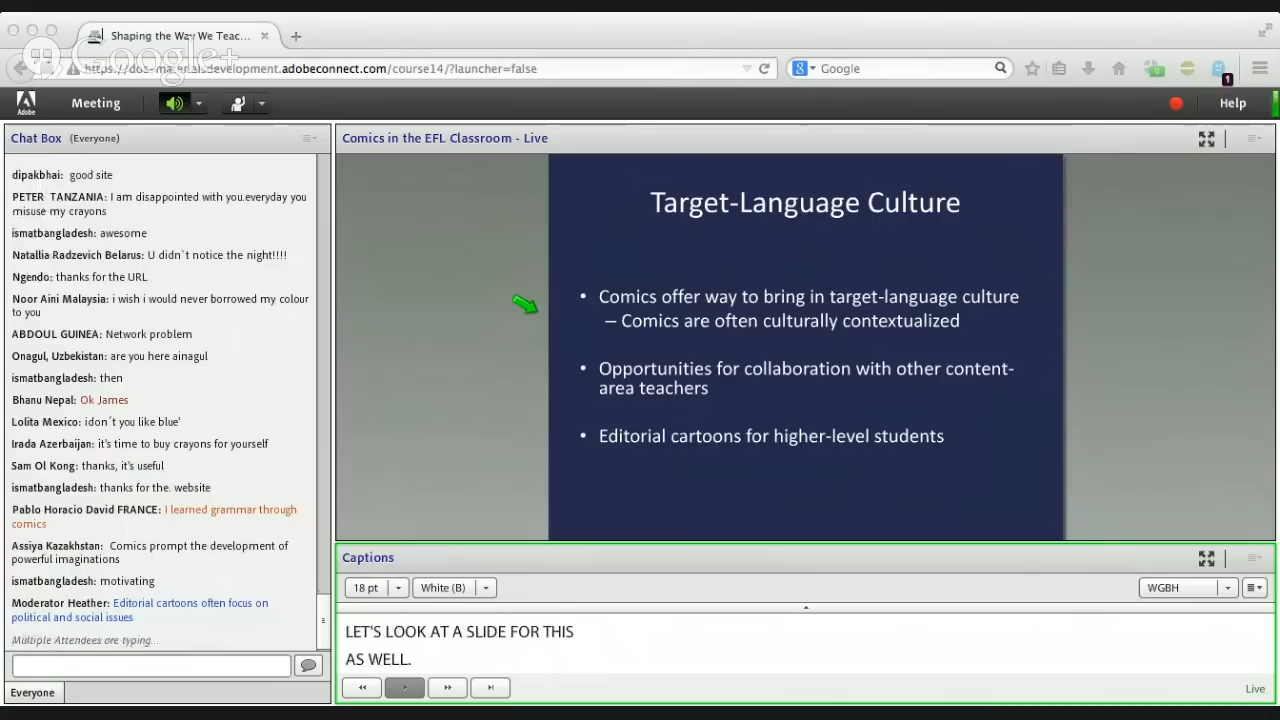 Shaping the Way We Teac...
Google+
adobeconnect.com/course14/?launcher=false
Google
1
Adobe
Meeting
Help
Chat Box (Everyone)
dipakbhai: good site
PETER TANZANIA: I am disappointed with you.everyday you
misuse my crayons
ismatbangladesh: awesome
Natallia Radzevich Belarus: U didn`t notice the night!!!!
Ngendo: thanks for the URL
Noor Aini Malaysia: i wish i would never borrowed my colour
to you
ABDOUL GUINEA: Network problem
Onagul, Uzbekistan: are you here ainagul
ismatbangladesh: then
Bhanu Nepal: Ok James
Lolita Mexico: idon´t you like blue'
Irada Azerbaijan: it's time to buy crayons for yourself
Sam Ol Kong: thanks, it's useful
ismatbangladesh: thanks for the. website
Pablo Horacio David FRANCE: I learned grammar through
comics
Assiya Kazakhstan: Comics prompt the development of
powerful imaginations
ismatbangladesh: motivating
Moderator Heather: Editorial cartoons often focus on
political and social issues
Multiple Attendees are typing...
Everyone
Comics in the EFL Classroom - Live
Target-Language Culture
• Comics offer way to bring in target-language culture
– Comics are often culturally contextualized
• Opportunities for collaboration with other content-
area teachers
• Editorial cartoons for higher-level students
Captions
18 pt White (B) WGBH
LET'S LOOK AT A SLIDE FOR THIS
AS WELL.
Live